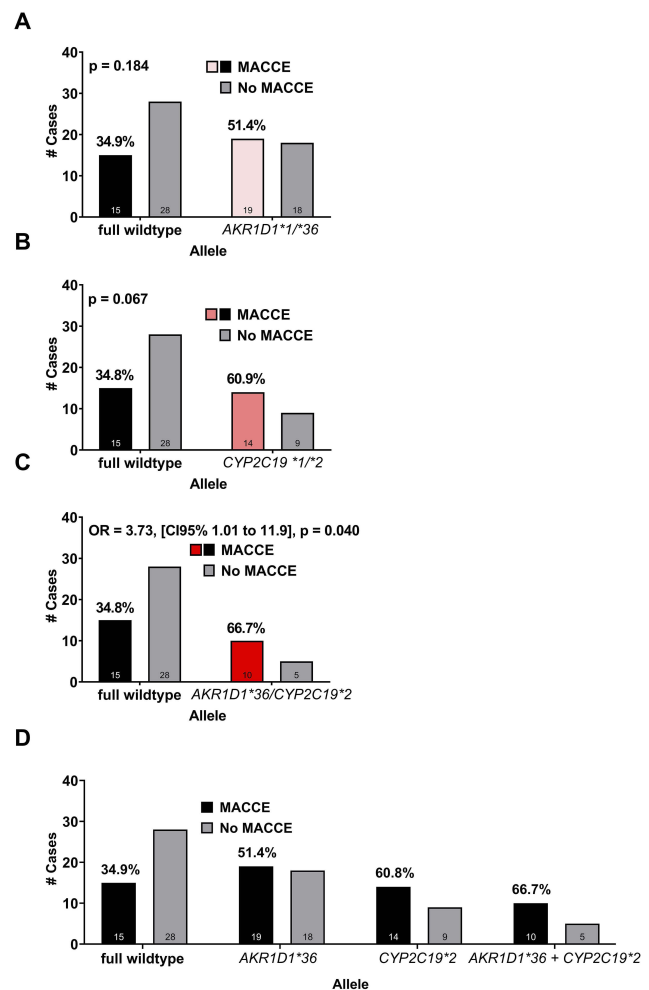 A
40
p = 0.184
MACCE
No MACCE
30
# Cases
51.4%
34.9%
20
10
15
28
19
18
0
full wildtype
AKR1D1*1/*36
Allele
B
40
p = 0.067
MACCE
No MACCE
30
# Cases
34.8%
60.9%
20
10
15
28
14
9
0
full wildtype
CYP2C19 *1/*2
Allele
C
40
OR = 3.73, [CI95% 1.01 to 11.9], p = 0.040
MACCE
No MACCE
30
# Cases
34.8%
66.7%
20
10
15
28
10
5
0
full wildtype
AKR1D1*36/CYP2C19*2
Allele
D
40
MACCE
No MACCE
30
# Cases
34.9%
51.4%
60.8%
66.7%
20
10
15
28
19
18
14
9
10
5
0
full wildtype
AKR1D1*36
CYP2C19*2
AKR1D1*36 + CYP2C19*2
Allele